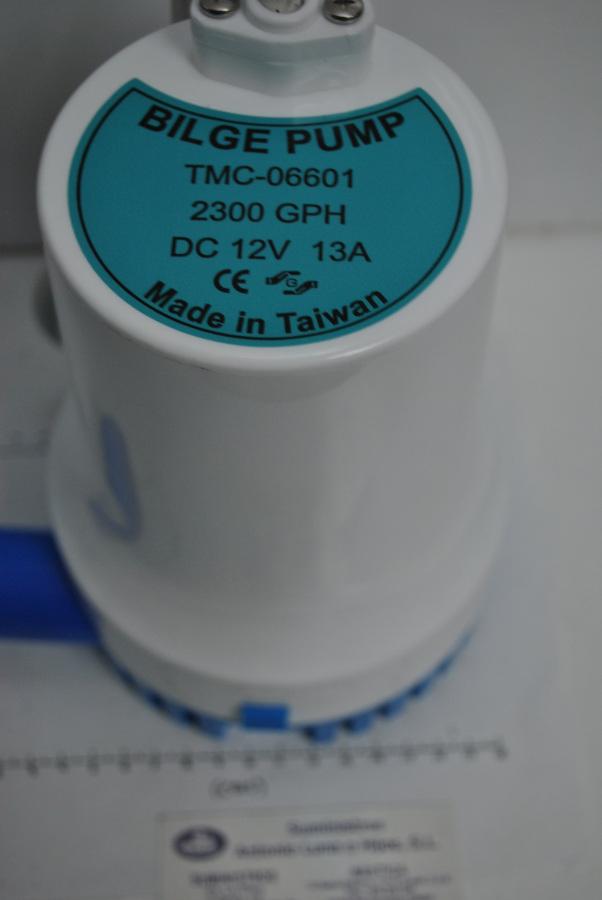 BILGE PUMP
TMC-06601
2300 GPH
DC 12V 13A
CE
Made in Taiwan
(cm)